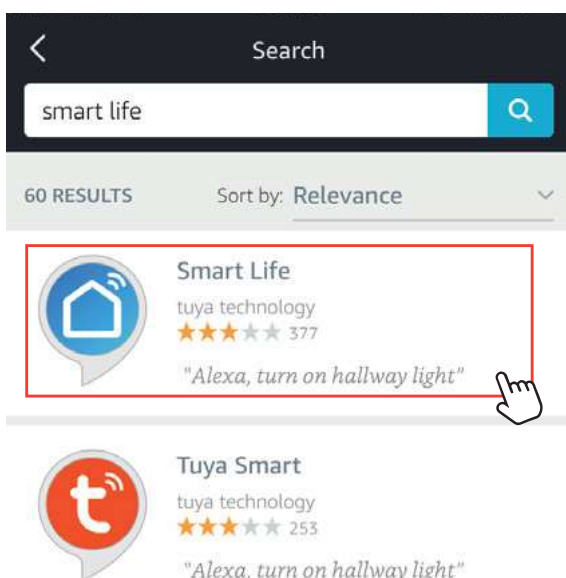 Search
smart life
60 RESULTS Sort by: Relevance
Smart Life
tuya technology
377
"Alexa, turn on hallway light"
Tuya Smart
tuya technology
253
"Alexa, turn on hallway light"